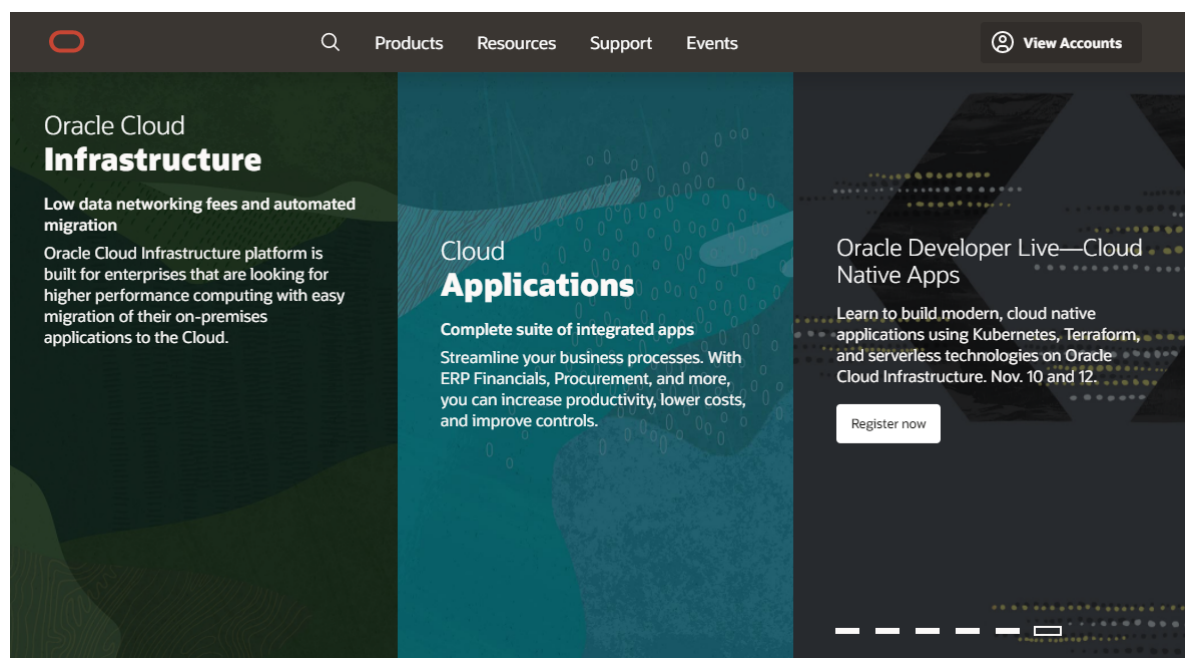 Products Resources Support Events View Accounts
Oracle Cloud
Infrastructure
Low data networking fees and automated
migration
Oracle Cloud Infrastructure platform is
built for enterprises that are looking for
higher performance computing with easy
migration of their on-premises
applications to the Cloud.
Cloud
Applications
Complete suite of integrated apps
Streamline your business processes. With
ERP Financials, Procurement, and more,
you can increase productivity, lower costs,
and improve controls.
Oracle Developer Live—Cloud
Native Apps
Learn to build modern, cloud native
applications using Kubernetes, Terraform,
and serverless technologies on Oracle
Cloud Infrastructure. Nov. 10 and 12.
Register now